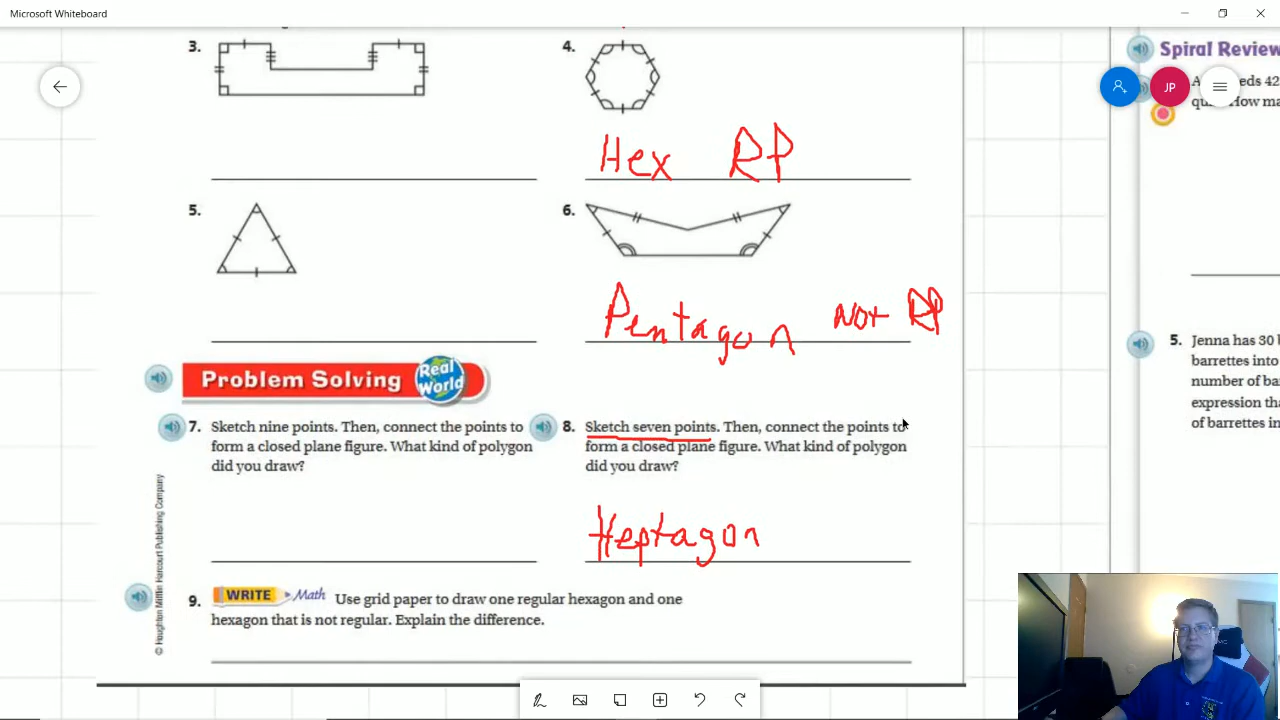 Microsoft Whiteboard
3.
4.
Spiral Review
JP
Hex RP
5.
6.
Pentagon Not RP
5. Jenna has 30 b
barrettes into
number of ba
expression tha
of barrettes in
Problem Solving Real World
7. Sketch nine points. Then, connect the points to
form a closed plane figure. What kind of polygon
did you draw?
8. Sketch seven points. Then, connect the points to
form a closed plane figure. What kind of polygon
did you draw?
Heptagon
© Houghton Mifflin Harcourt Publishing Company
9. WRITE Math Use grid paper to draw one regular hexagon and one
hexagon that is not regular. Explain the difference.